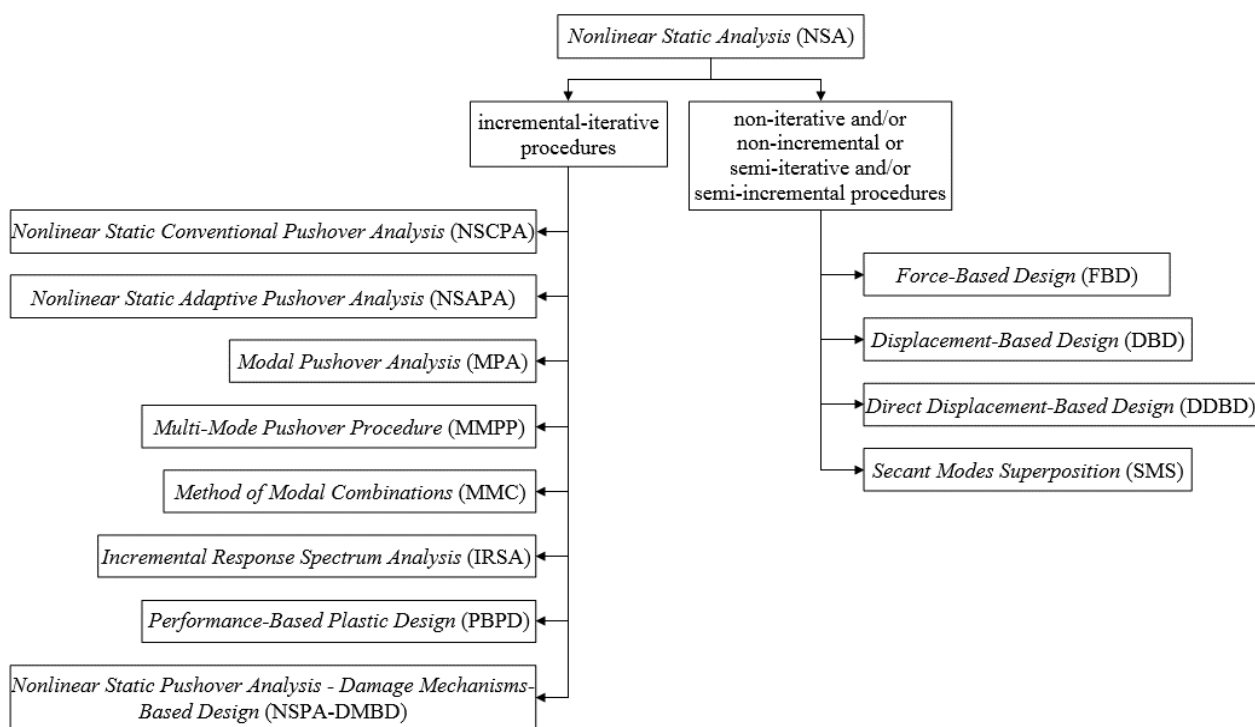 Nonlinear Static Analysis (NSA)
incremental-iterative
procedures
Nonlinear Static Conventional Pushover Analysis (NSCPA)
Nonlinear Static Adaptive Pushover Analysis (NSAPA)
Modal Pushover Analysis (MPA)
Multi-Mode Pushover Procedure (MMPP)
Method of Modal Combinations (MMC)
Incremental Response Spectrum Analysis (IRSA)
Performance-Based Plastic Design (PBPD)
Nonlinear Static Pushover Analysis - Damage Mechanisms-
Based Design (NSPA-DMBD)
non-iterative and/or
non-incremental or
semi-iterative and/or
semi-incremental procedures
Force-Based Design (FBD)
Displacement-Based Design (DBD)
Direct Displacement-Based Design (DDBD)
Secant Modes Superposition (SMS)